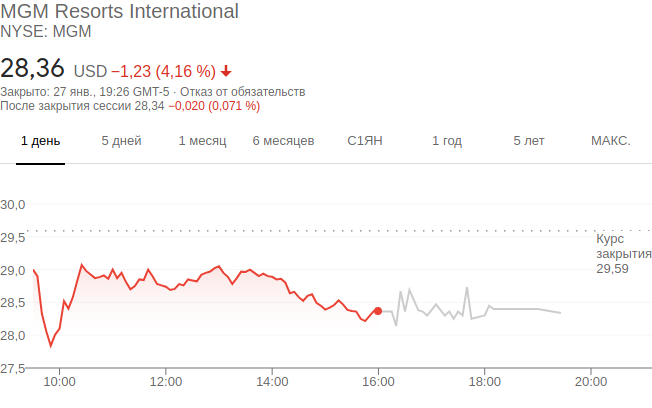 MGM Resorts International
NYSE: MGM
28,36 USD −1,23 (4,16 %)
Закрыто: 27 янв., 19:26 GMT-5 · Отказ от обязательств
После закрытия сессии 28,34 −0,020 (0,071 %)
1 день 5 дней 1 месяц 6 месяцев С1ЯН 1 год 5 лет МАКС.
30,0
29,5
Курс
закрытия
29,59
29,0
28,5
28,0
27,5
10:00 12:00 14:00 16:00 18:00 20:00